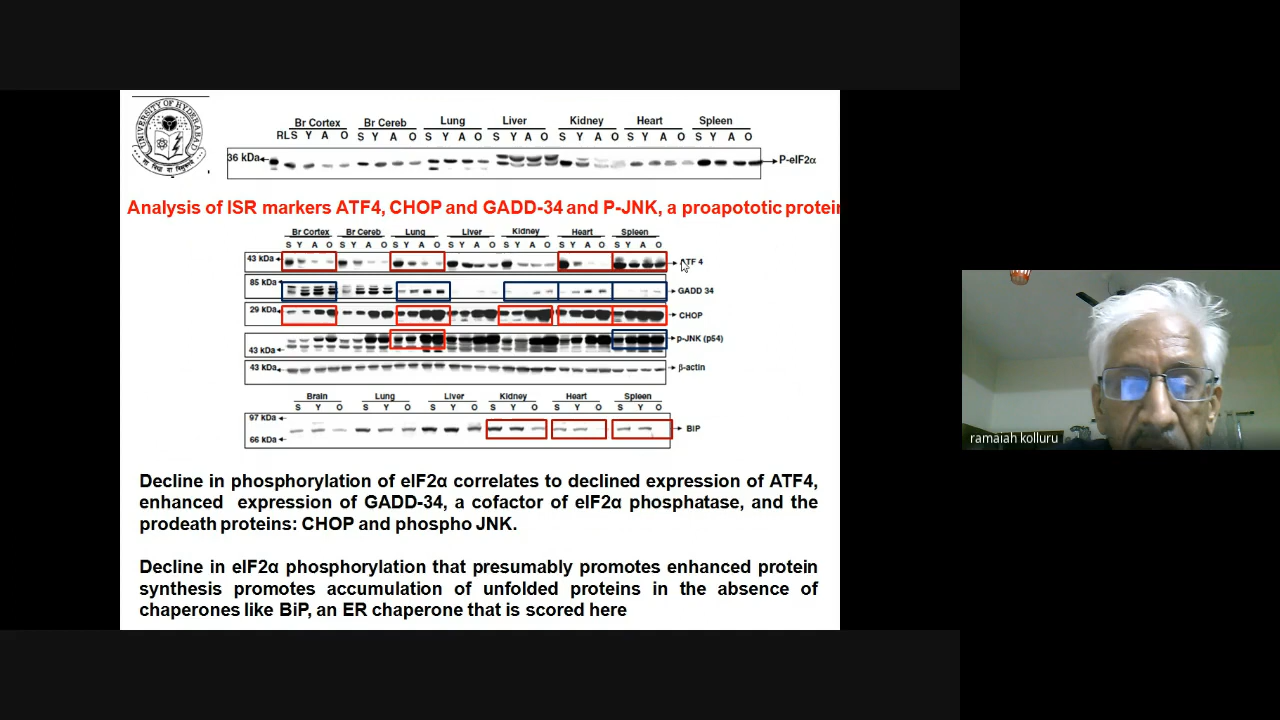 UNIVERSITY OF HYDERABAD
Br Cortex Br Cereb Lung Liver Kidney Heart Spleen
RL S Y A O S Y A O S Y A O S Y A O S Y A O S Y A O S Y A O
36 kDa P-eIF2α
Analysis of ISR markers ATF4, CHOP and GADD-34 and P-JNK, a proapototic protein
Br Cortex Br Cereb Lung Liver Kidney Heart Spleen
S Y A O S Y A O S Y A O S Y A O S Y A O S Y A O S Y A O
43 kDa ATF 4
85 kDa GADD 34
29 kDa CHOP
43 kDa p-JNK (p54)
43 kDa β-actin
Brain Lung Liver Kidney Heart Spleen
S Y O S Y O S Y O S Y O S Y O S Y O
97 kDa
66 kDa BIP
Decline in phosphorylation of eIF2α correlates to declined expression of ATF4,
enhanced expression of GADD-34, a cofactor of eIF2α phosphatase, and the
prodeath proteins: CHOP and phospho JNK.
Decline in eIF2α phosphorylation that presumably promotes enhanced protein
synthesis promotes accumulation of unfolded proteins in the absence of
chaperones like BiP, an ER chaperone that is scored here
ramaiah kolluru